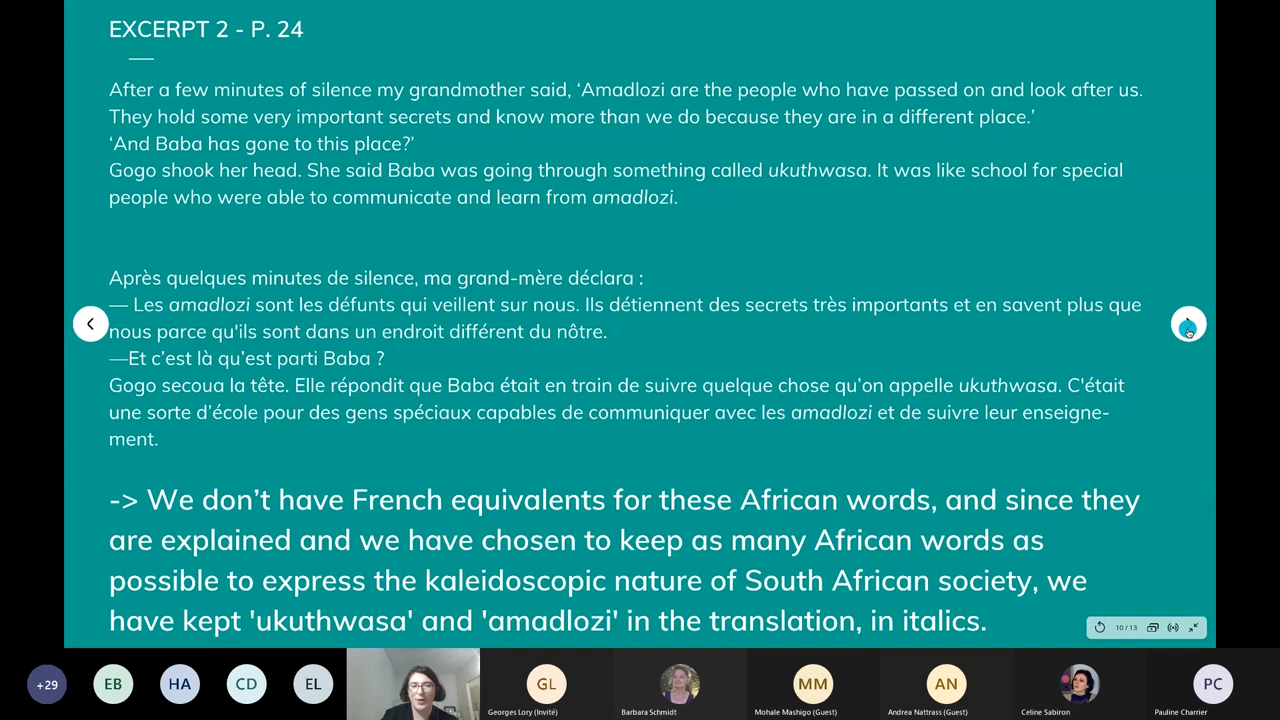 EXCERPT 2 - P. 24
After a few minutes of silence my grandmother said, ‘Amadlozi are the people who have passed on and look after us.
They hold some very important secrets and know more than we do because they are in a different place.’
‘And Baba has gone to this place?’
Gogo shook her head. She said Baba was going through something called ukuthwasa. It was like school for special
people who were able to communicate and learn from amadlozi.
Après quelques minutes de silence, ma grand-mère déclara :
— Les amadlozi sont les défunts qui veillent sur nous. Ils détiennent des secrets très importants et en savent plus que
nous parce qu'ils sont dans un endroit différent du nôtre.
—Et c’est là qu’est parti Baba ?
Gogo secoua la tête. Elle répondit que Baba était en train de suivre quelque chose qu’on appelle ukuthwasa. C'était
une sorte d’école pour des gens spéciaux capables de communiquer avec les amadlozi et de suivre leur enseigne-
ment.
-> We don’t have French equivalents for these African words, and since they
are explained and we have chosen to keep as many African words as
possible to express the kaleidoscopic nature of South African society, we
have kept 'ukuthwasa' and 'amadlozi' in the translation, in italics.
10 / 13
+29 EB HA CD EL GL MM AN PC
Georges Lory (Invité) Barbara Schmidt Mohale Mashigo (Guest) Andrea Nattrass (Guest) Celine Sabiron Pauline Charrier